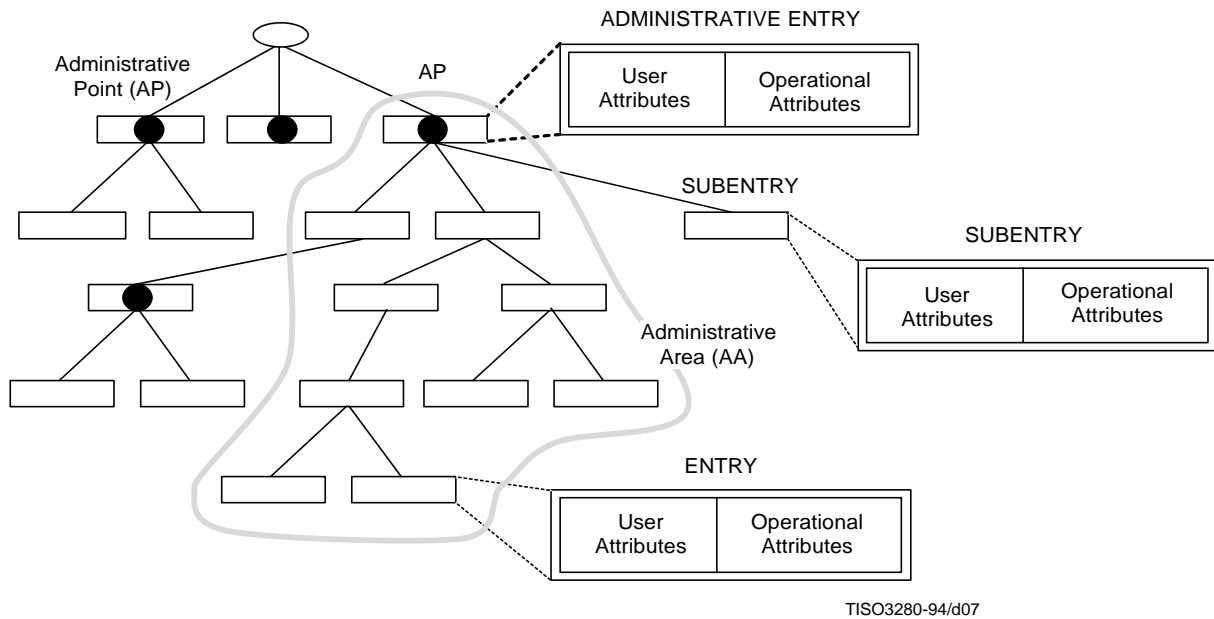 ADMINISTRATIVE ENTRY
Administrative
Point (AP)
AP
User
Attributes
Operational
Attributes
SUBENTRY
SUBENTRY
User
Attributes
Operational
Attributes
Administrative
Area (AA)
ENTRY
User
Attributes
Operational
Attributes
TISO3280-94/d07